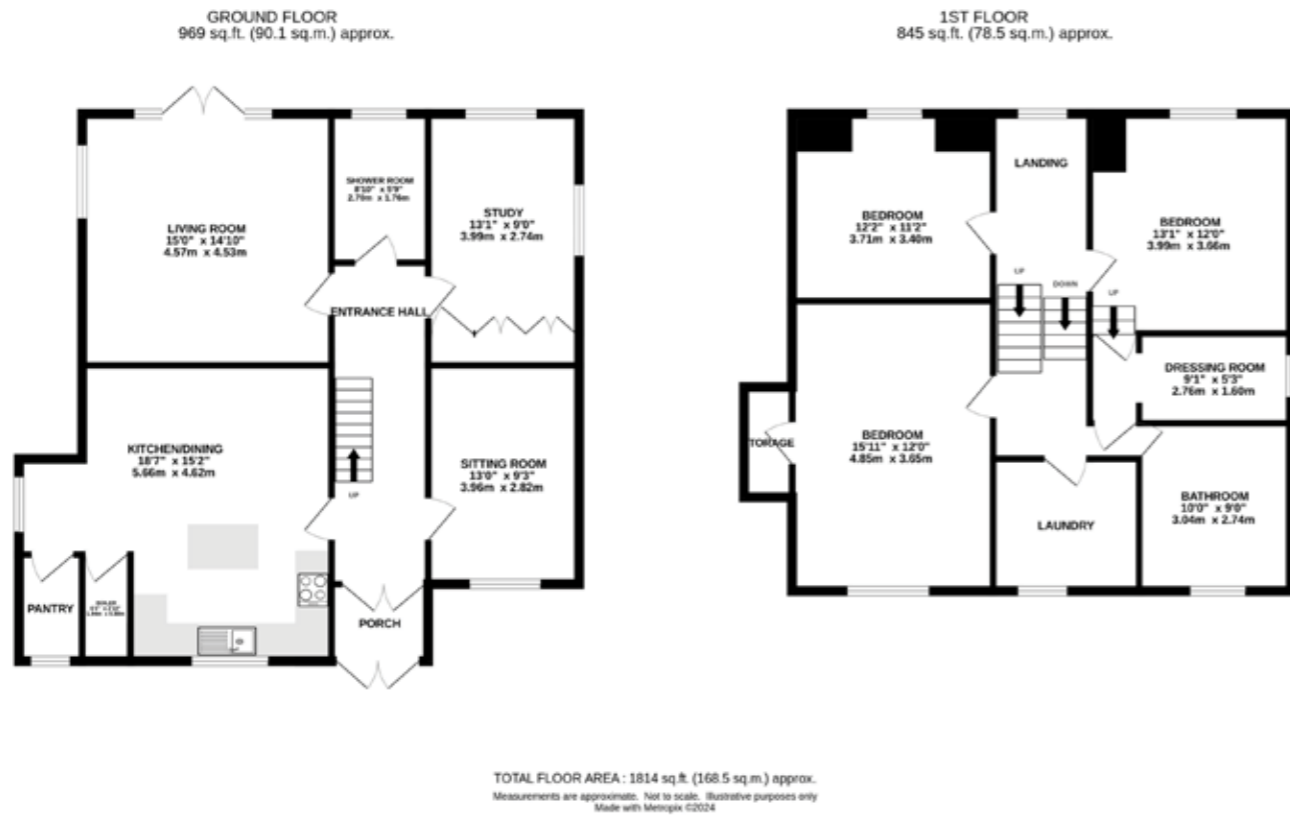 GROUND FLOOR
969 sq.ft. (90.1 sq.m.) approx.
1ST FLOOR
845 sq.ft. (78.5 sq.m.) approx.
LIVING ROOM
15'0" x 14'10"
4.57m x 4.53m
SHOWER ROOM
8'10" x 5'9"
2.70m x 1.76m
STUDY
13'1" x 9'0"
3.99m x 2.74m
ENTRANCE HALL
KITCHEN/DINING
18'7" x 15'2"
5.66m x 4.62m
UP
SITTING ROOM
13'0" x 9'3"
3.96m x 2.82m
PANTRY
PORCH
LANDING
BEDROOM
12'2" x 11'2"
3.71m x 3.40m
BEDROOM
13'1" x 12'0"
3.99m x 3.66m
UP
DOWN
UP
DRESSING ROOM
9'1" x 5'3"
2.76m x 1.60m
BEDROOM
15'11" x 12'0"
4.85m x 3.65m
TORAGE
BATHROOM
10'0" x 9'0"
3.04m x 2.74m
LAUNDRY
TOTAL FLOOR AREA : 1814 sq.ft. (168.5 sq.m.) approx.
Measurements are approximate. Not to scale. Illustrative purposes only
Made with Metropix ©2024